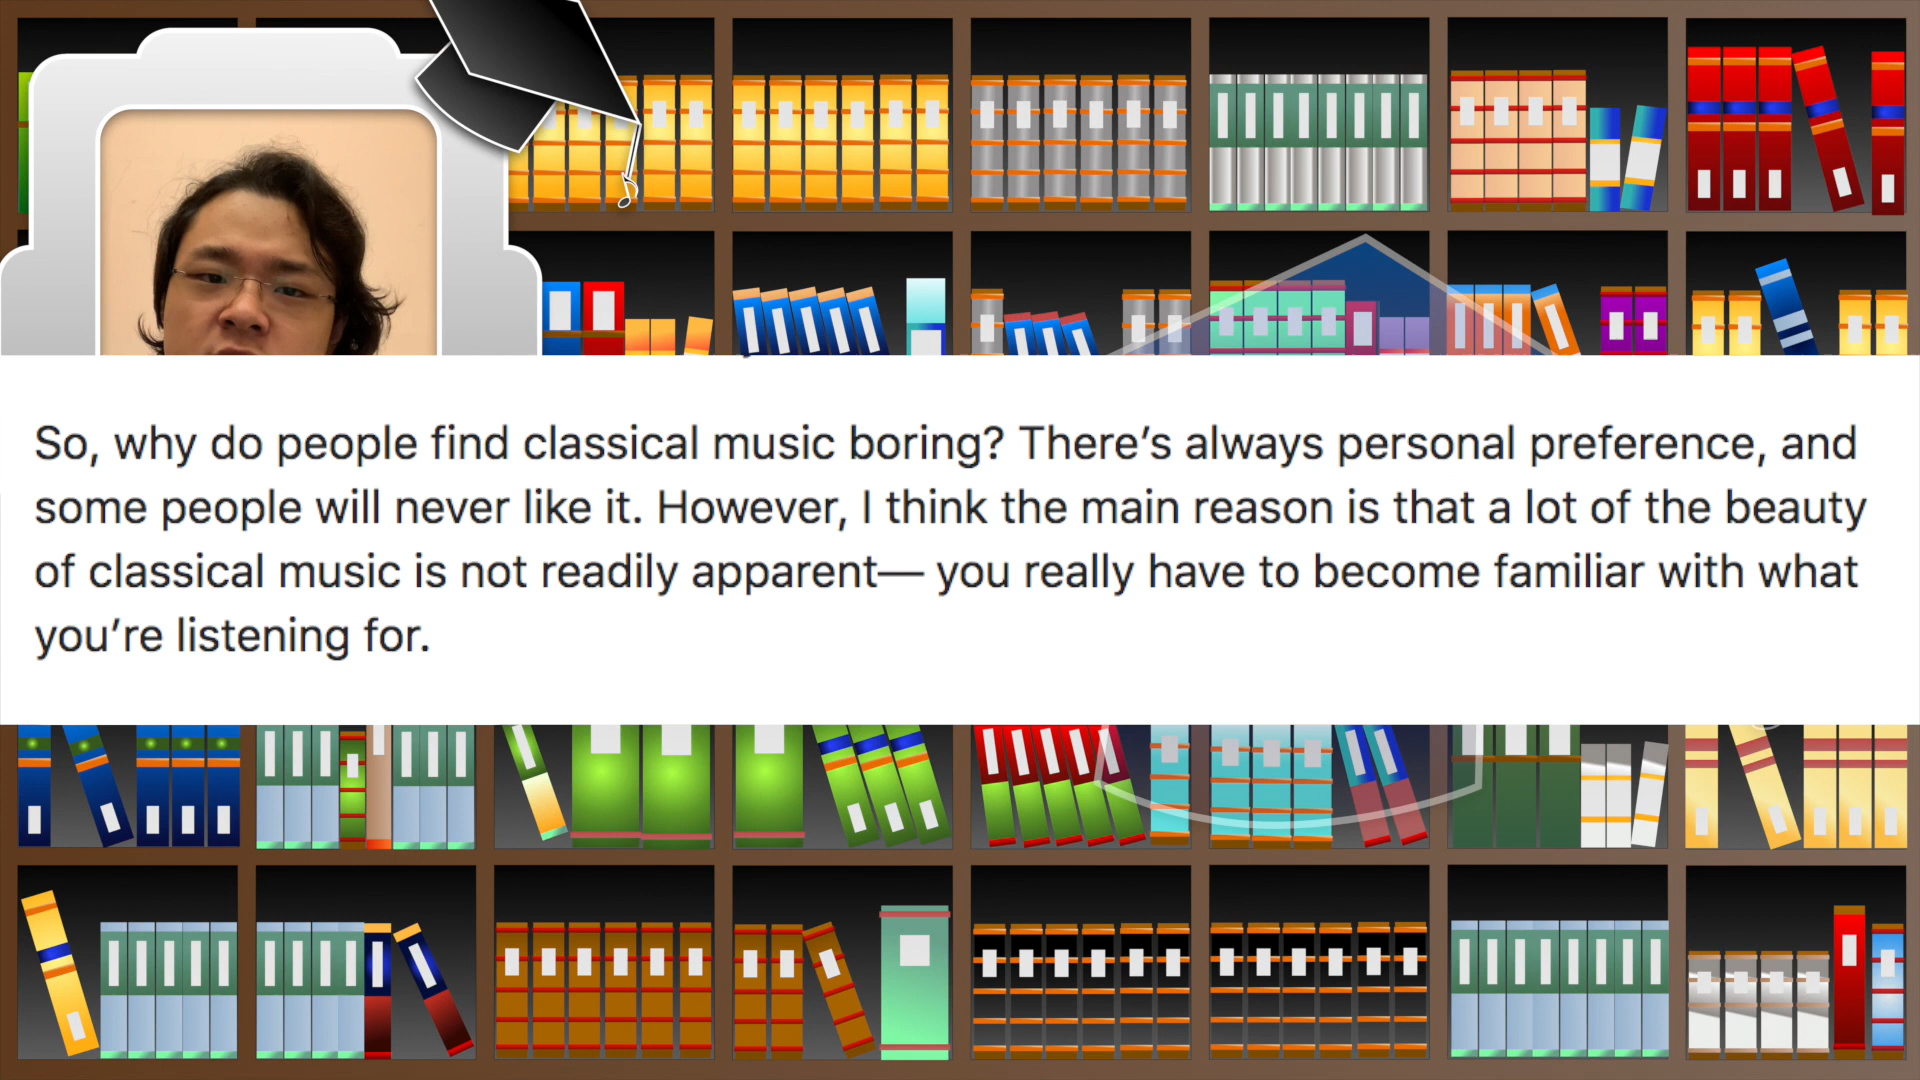 So, why do people find classical music boring? There’s always personal preference, and
some people will never like it. However, I think the main reason is that a lot of the beauty
of classical music is not readily apparent— you really have to become familiar with what
you’re listening for.